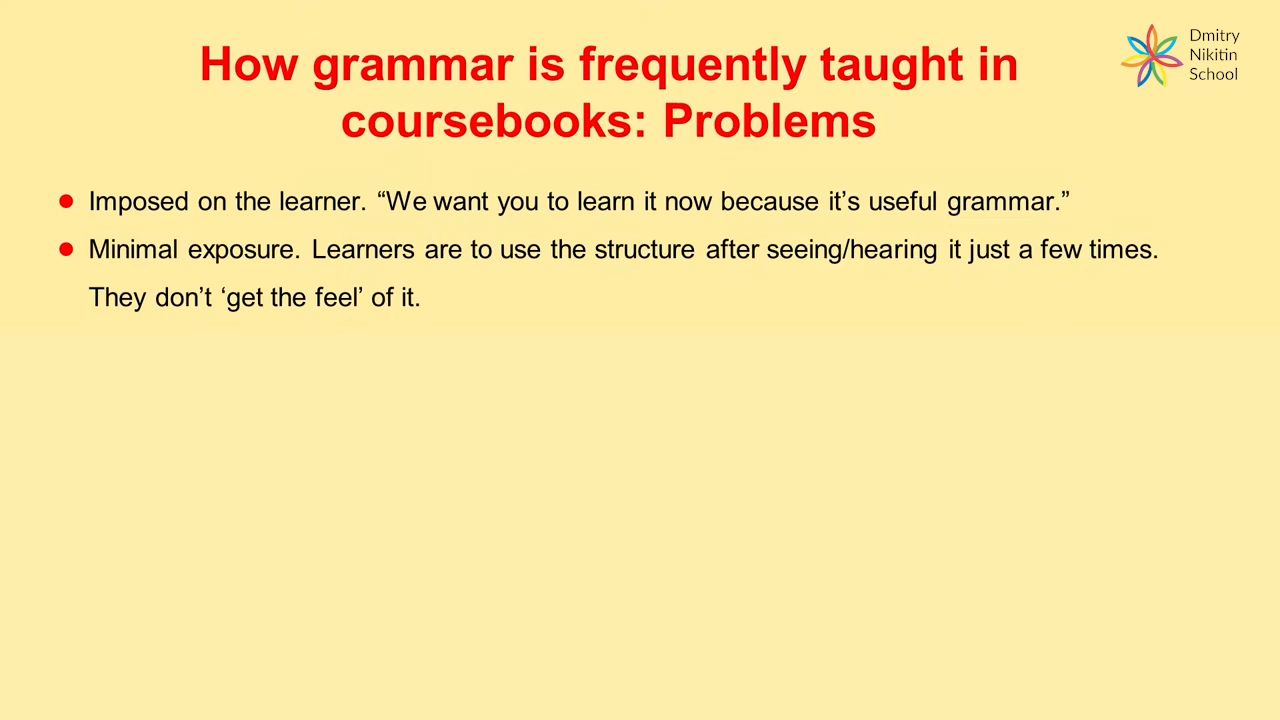 How grammar is frequently taught in
coursebooks: Problems
Dmitry
Nikitin
School
Imposed on the learner. “We want you to learn it now because it’s useful grammar.”
Minimal exposure. Learners are to use the structure after seeing/hearing it just a few times.
They don’t ‘get the feel’ of it.